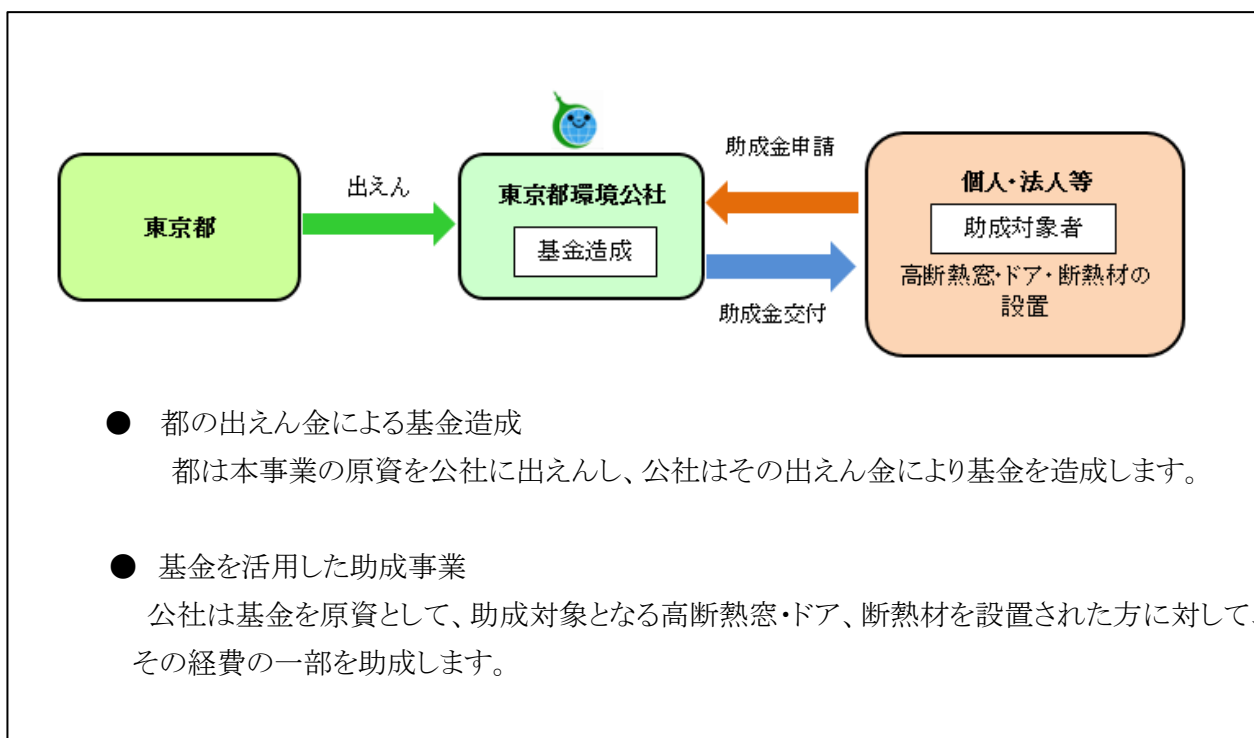 助成金申請
出えん
東京都
東京都環境公社
基金造成
個人・法人等
助成対象者
高断熱窓・ドア・断熱材の
設置
助成金交付
● 都の出えん金による基金造成
都は本事業の原資を公社に出えんし、公社はその出えん金により基金を造成します。
● 基金を活用した助成事業
公社は基金を原資として、助成対象となる高断熱窓・ドア、断熱材を設置された方に対して、
その経費の一部を助成します。